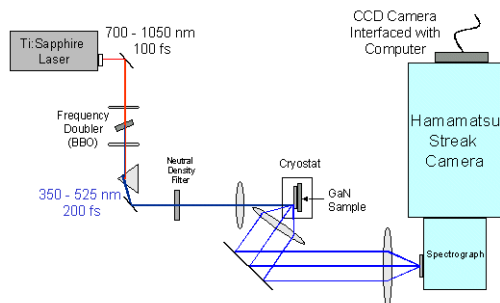 Ti:Sapphire
Laser
700 - 1050 nm
100 fs
CCD Camera
Interfaced with
Computer
Frequency
Doubler
(BBO)
Hamamatsu
Streak
Camera
Neutral
Density
Filter
Cryostat
GaN
Sample
350 - 525 nm
200 fs
Spectrograph